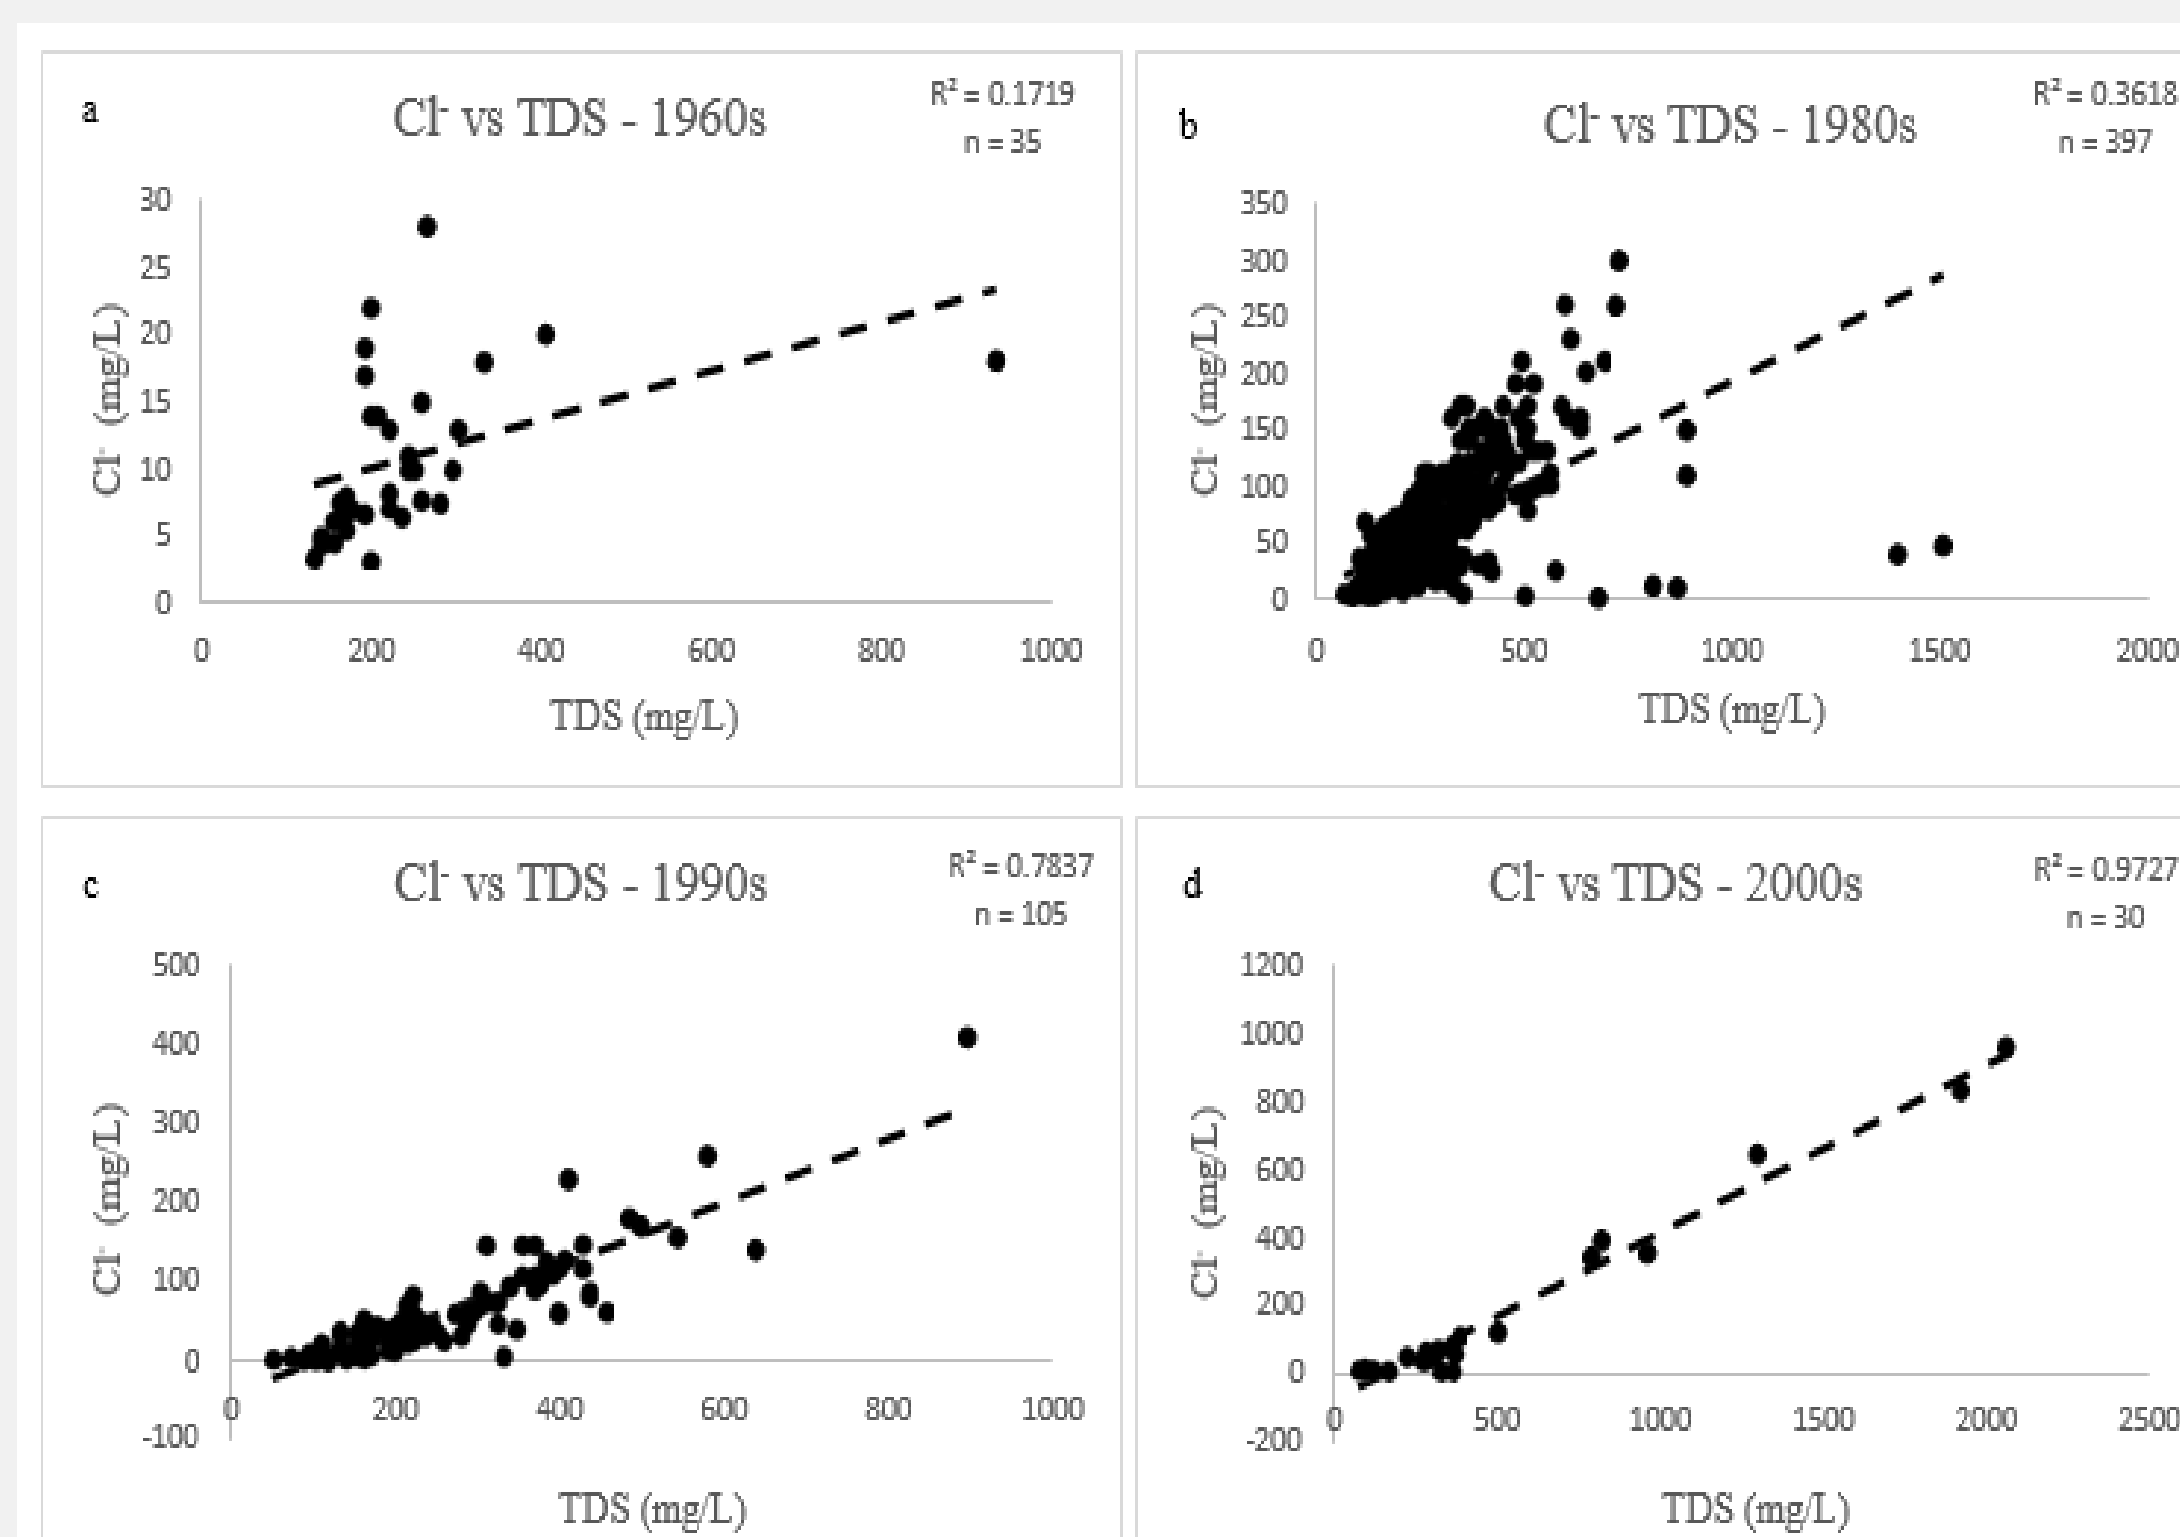 a
Cl⁻ vs TDS - 1960s
R² = 0.1719
n = 35
30
25
20
15
10
5
0
Cl⁻ (mg/L)
0 200 400 600 800 1000
TDS (mg/L)
b
Cl⁻ vs TDS - 1980s
R² = 0.3618
n = 397
350
300
250
200
150
100
50
0
Cl⁻ (mg/L)
0 500 1000 1500 2000
TDS (mg/L)
c
Cl⁻ vs TDS - 1990s
R² = 0.7837
n = 105
500
400
300
200
100
0
-100
Cl⁻ (mg/L)
0 200 400 600 800 1000
TDS (mg/L)
d
Cl⁻ vs TDS - 2000s
R² = 0.9727
n = 30
1200
1000
800
600
400
200
0
-200
Cl⁻ (mg/L)
0 500 1000 1500 2000 2500
TDS (mg/L)